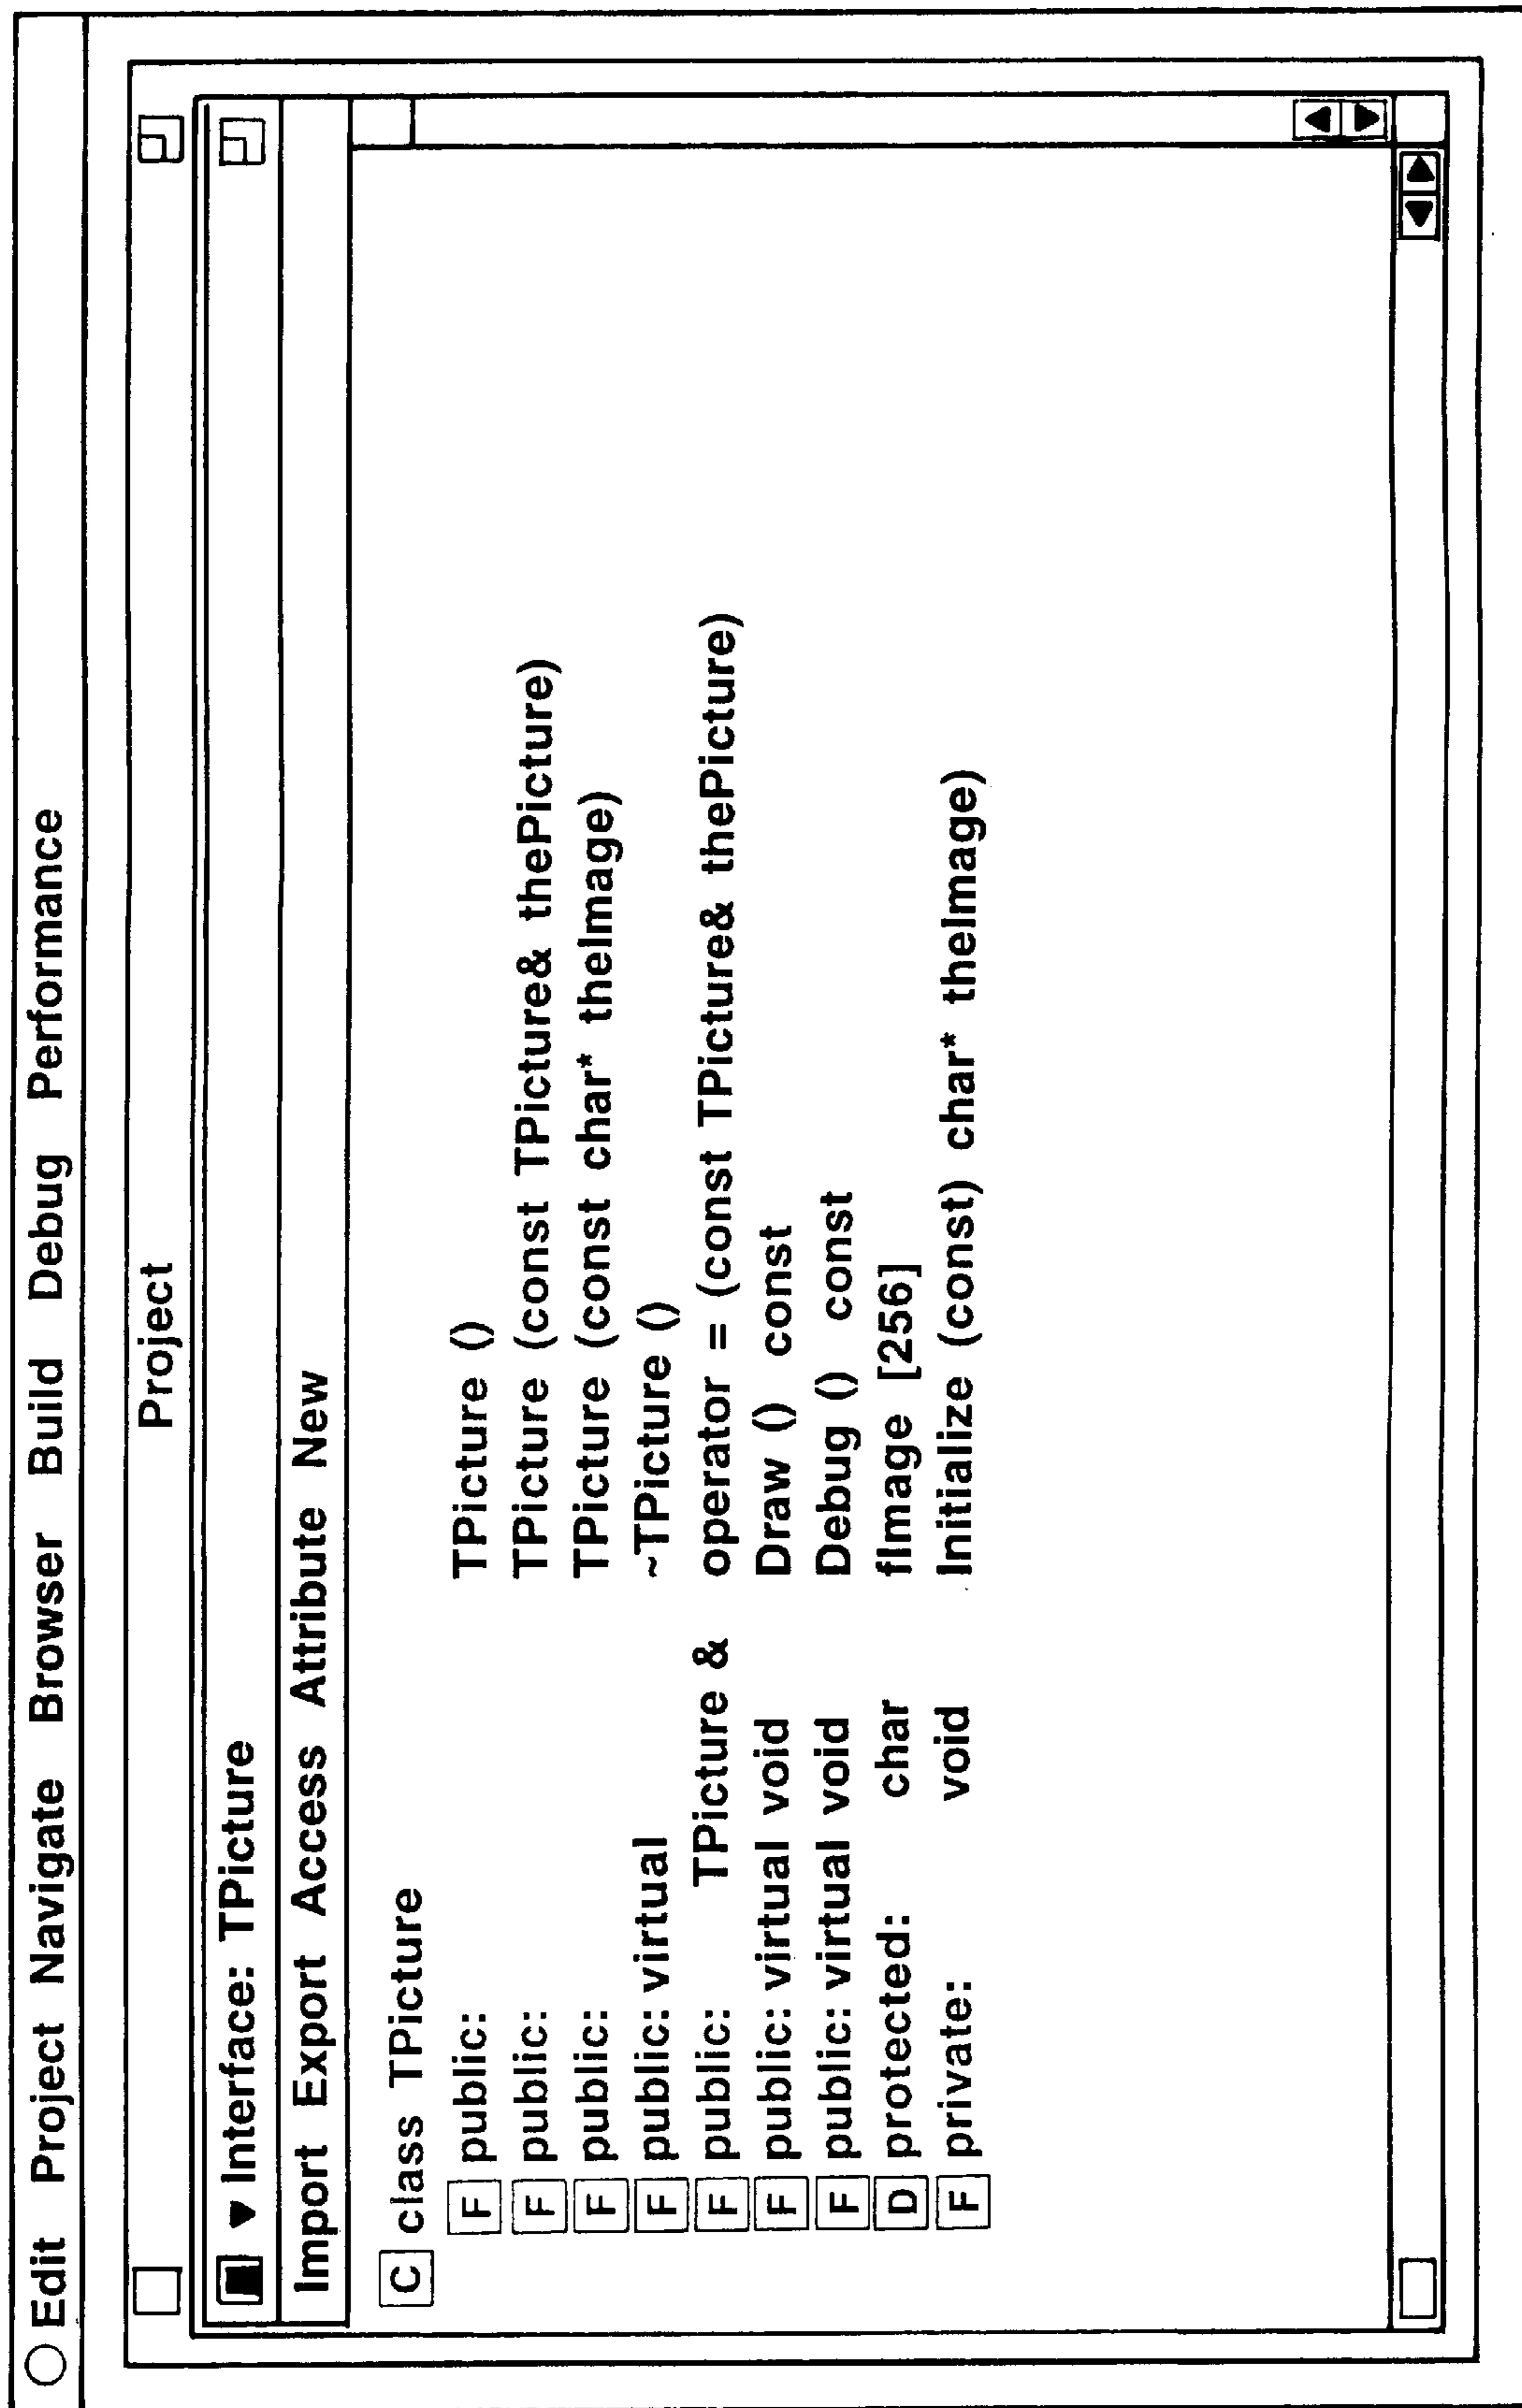 Edit Project Navigate Browser Build Debug Performance
Project
Interface: TPicture
Import Export Access Attribute New
C class TPicture
F public: TPicture ()
F public: TPicture (const TPicture& thePicture)
F public: TPicture (const char* theImage)
F public: virtual ~TPicture ()
F public: TPicture & operator = (const TPicture& thePicture)
F public: virtual void Draw () const
F public: virtual void Debug () const
D protected: char fImage [256]
F private: void Initialize (const) char* theImage)